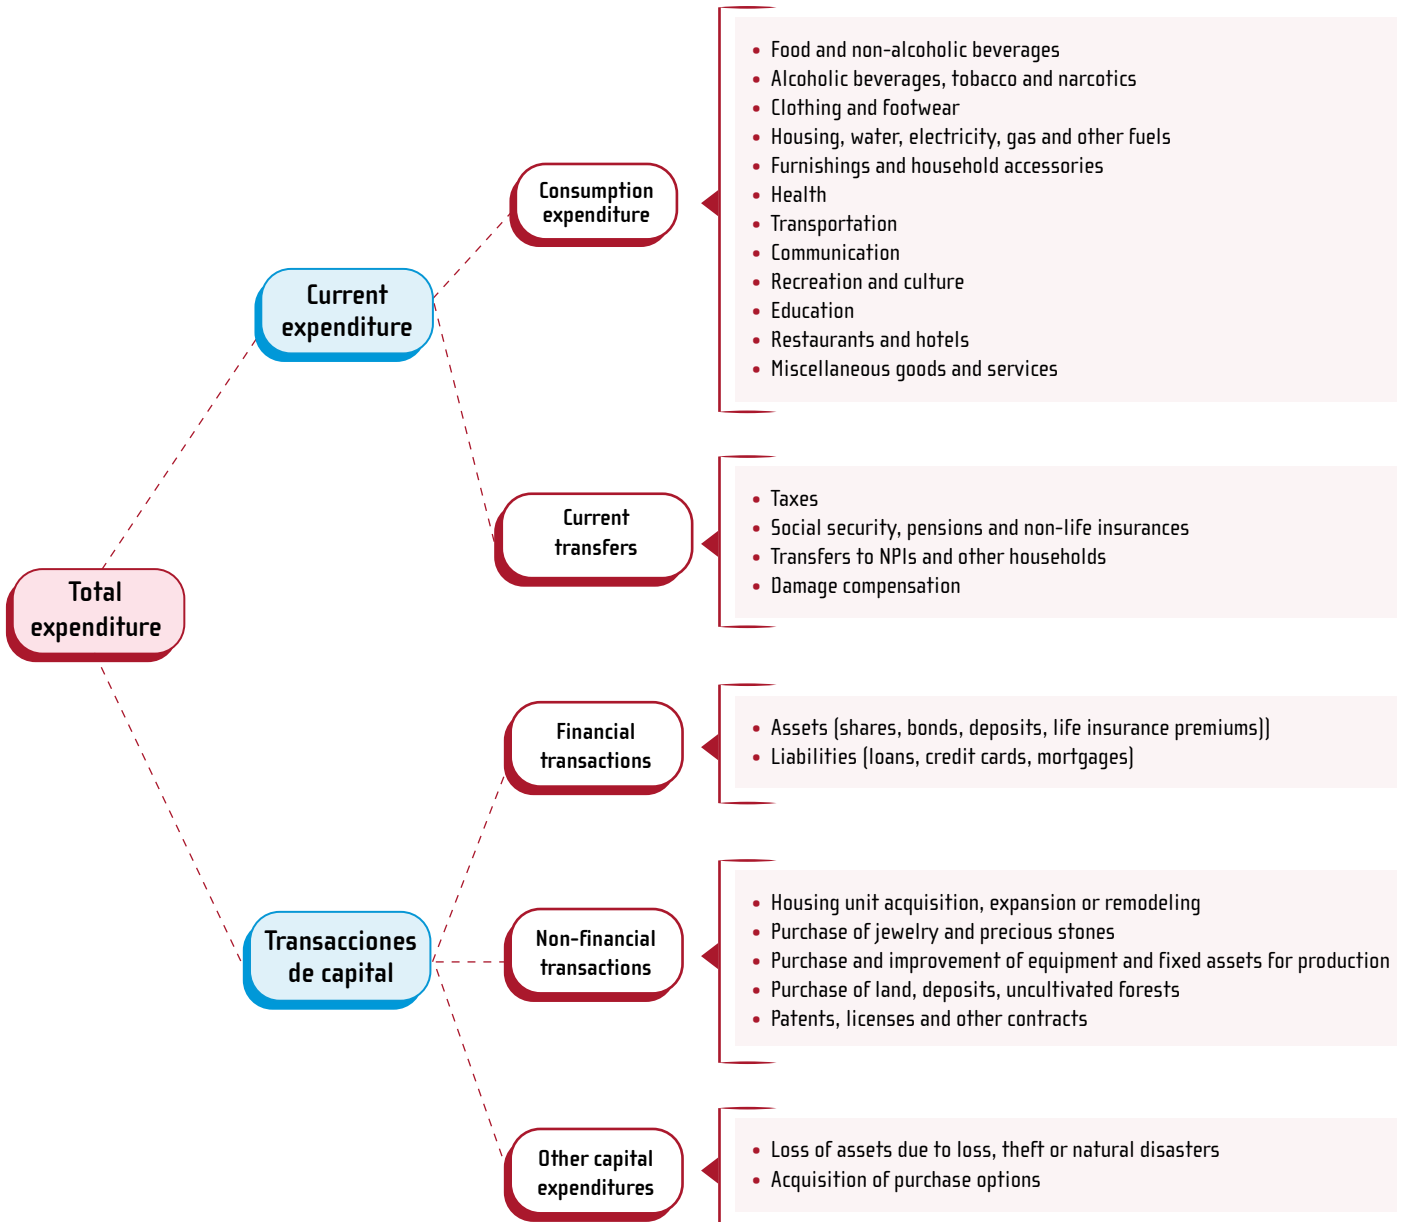 Total
expenditure
Current
expenditure
Consumption
expenditure
• Food and non-alcoholic beverages
• Alcoholic beverages, tobacco and narcotics
• Clothing and footwear
• Housing, water, electricity, gas and other fuels
• Furnishings and household accessories
• Health
• Transportation
• Communication
• Recreation and culture
• Education
• Restaurants and hotels
• Miscellaneous goods and services
Current
transfers
• Taxes
• Social security, pensions and non-life insurances
• Transfers to NPIs and other households
• Damage compensation
Transacciones
de capital
Financial
transactions
• Assets (shares, bonds, deposits, life insurance premiums))
• Liabilities (loans, credit cards, mortgages)
Non-financial
transactions
• Housing unit acquisition, expansion or remodeling
• Purchase of jewelry and precious stones
• Purchase and improvement of equipment and fixed assets for production
• Purchase of land, deposits, uncultivated forests
• Patents, licenses and other contracts
Other capital
expenditures
• Loss of assets due to loss, theft or natural disasters
• Acquisition of purchase options